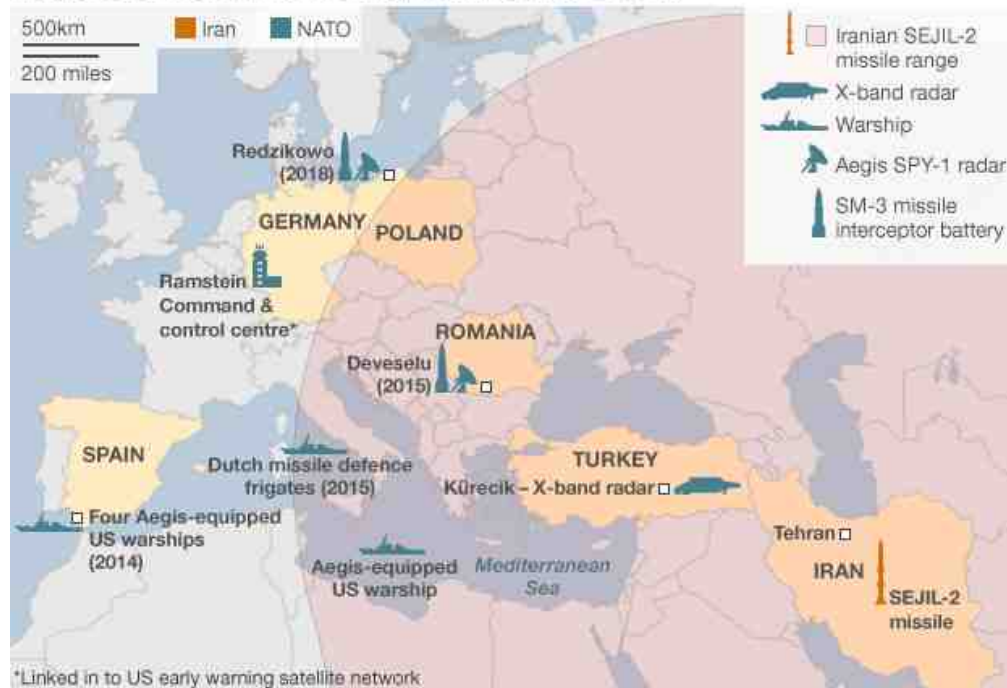 500km
200 miles
Iran
NATO
Iranian SEJIL-2
missile range
X-band radar
Warship
Aegis SPY-1 radar
SM-3 missile
interceptor battery
Redzikowo
(2018)
GERMANY
POLAND
Ramstein
Command &
control centre*
ROMANIA
Deveselu
(2015)
SPAIN
Dutch missile defence
frigates (2015)
TURKEY
Kürecik – X-band radar
Four Aegis-equipped
US warships
(2014)
Aegis-equipped
US warship
Mediterranean
Sea
Tehran
IRAN
SEJIL-2
missile
*Linked in to US early warning satellite network